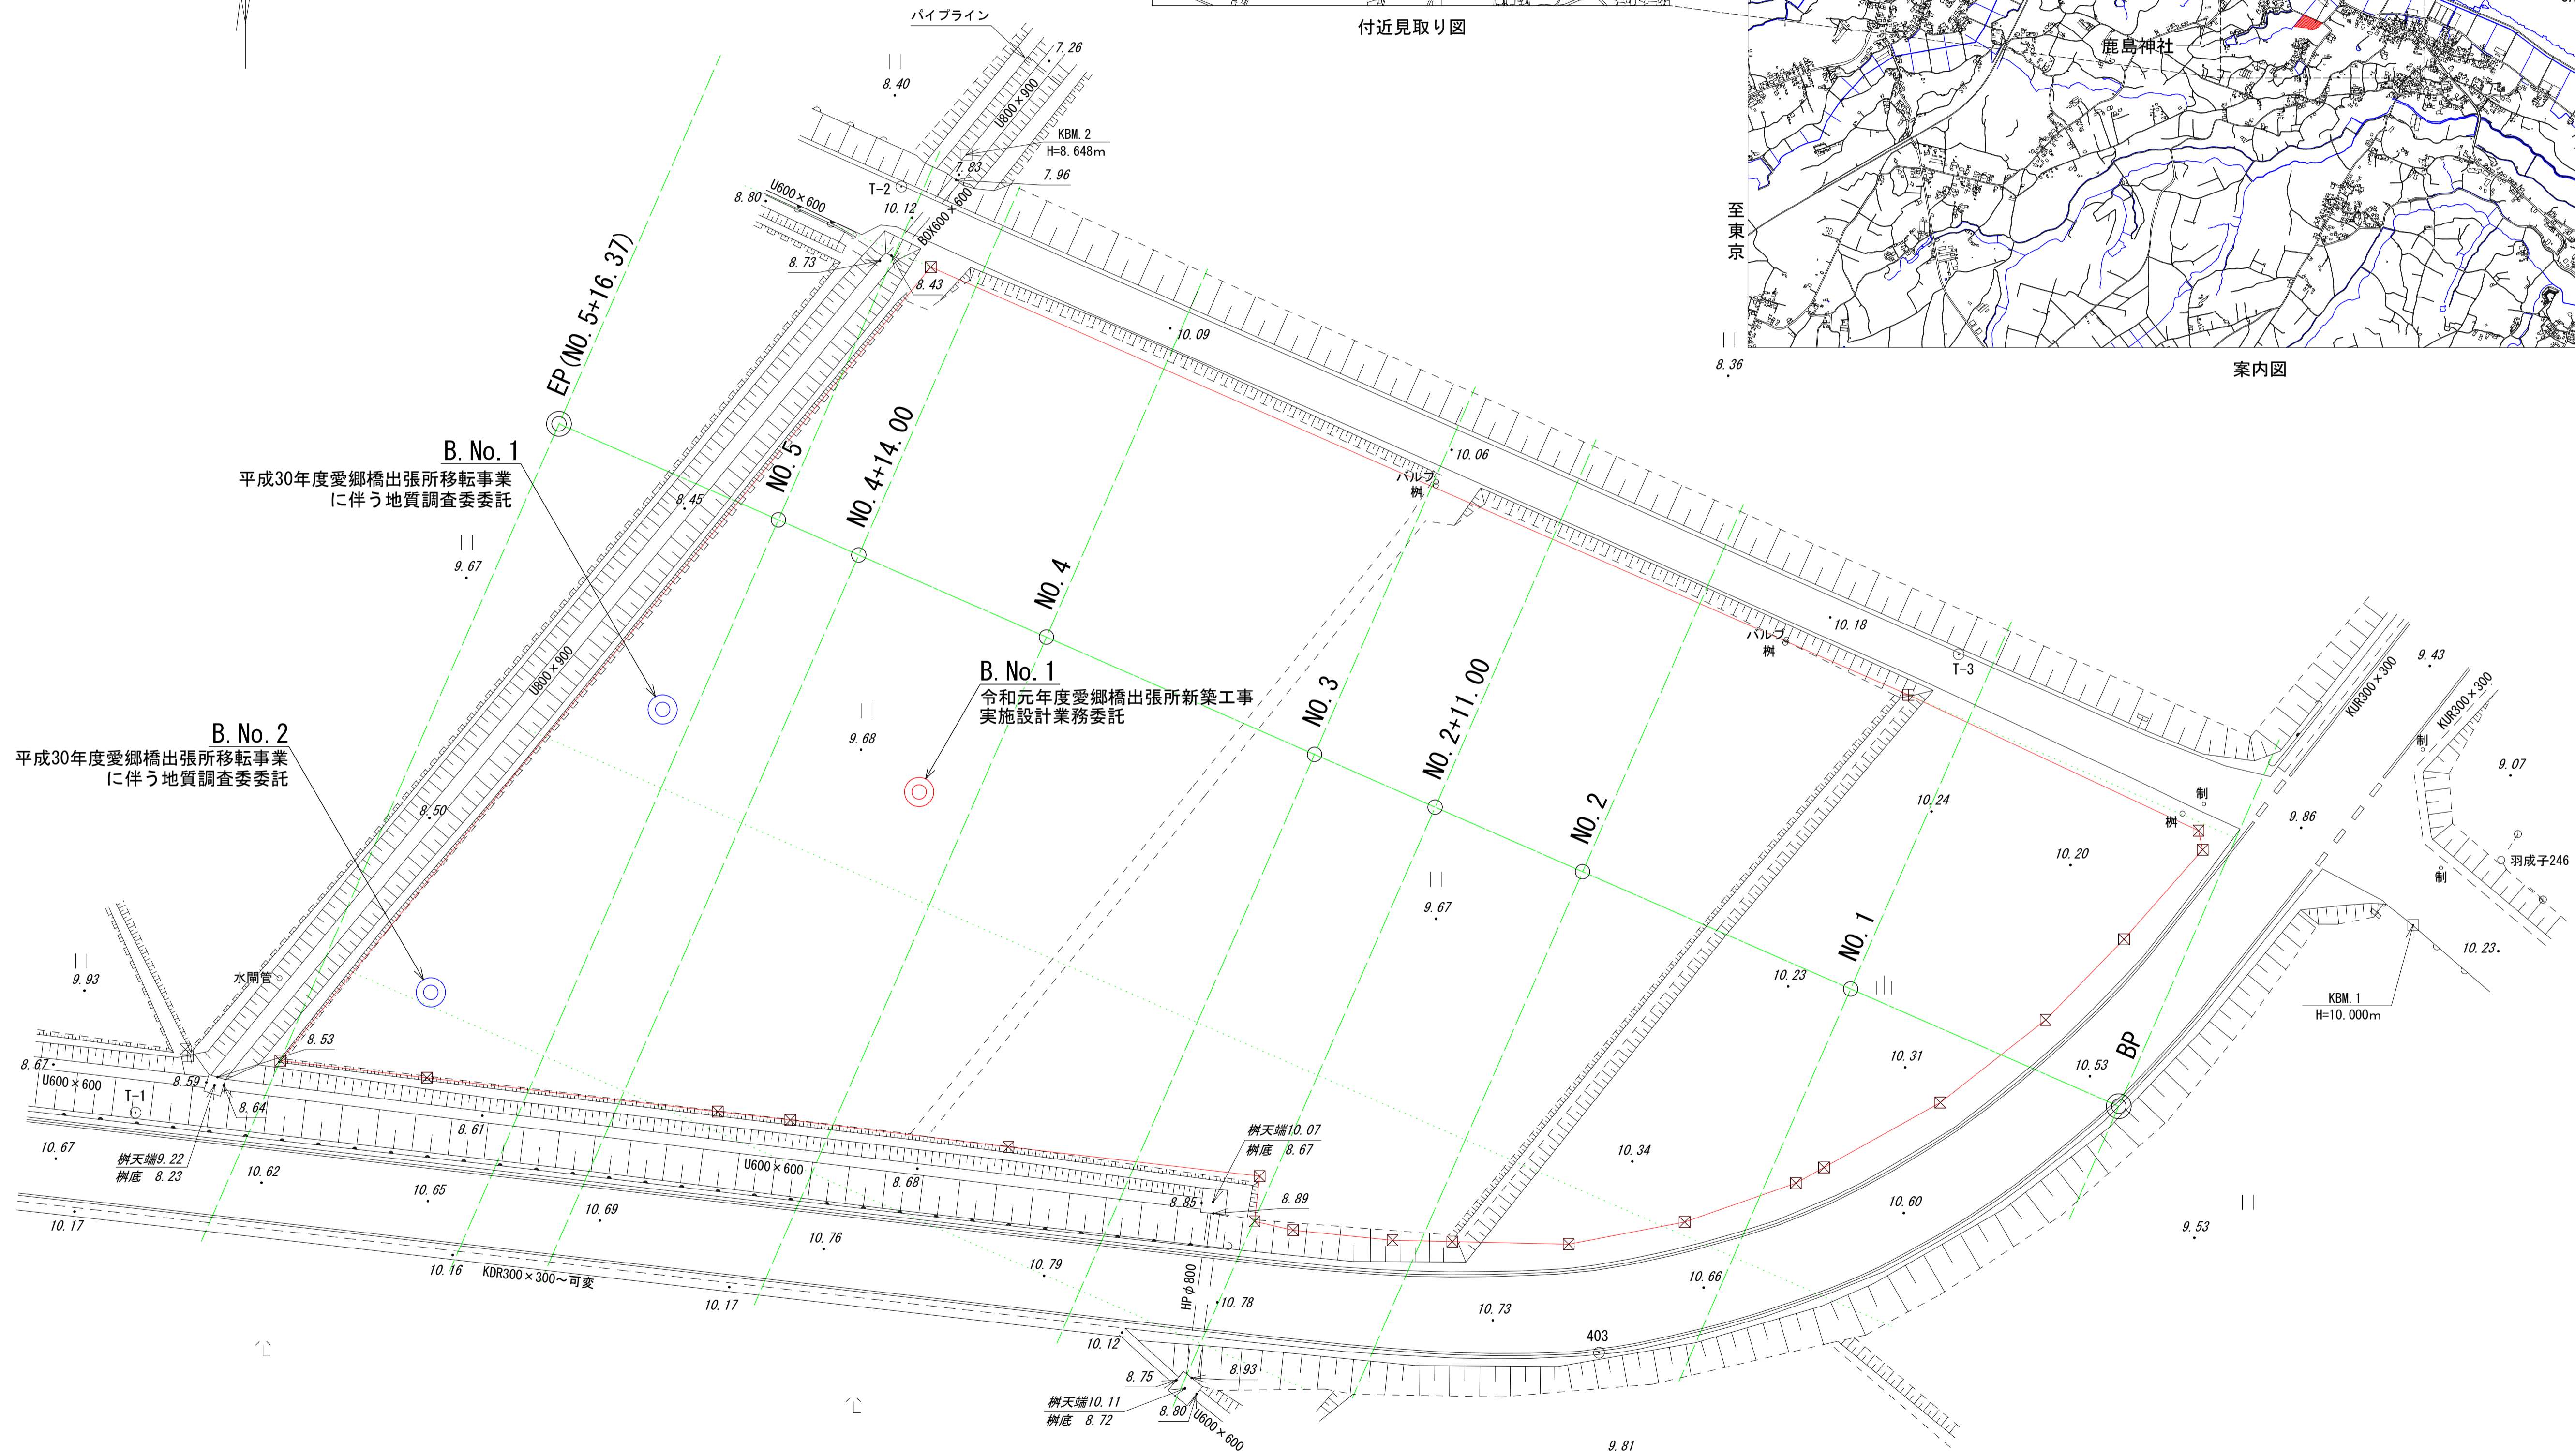 パイプライン
付近見取り図
鹿島神社
7.26
8.40
U800×900
KBM.2
H=8.648m
7.83
7.96
T-2
U600×600
8.80
10.12
BOX600×600
至東京
8.73
8.43
EP(NO.5+16.37)
10.09
8.36
案内図
B.No.1
平成30年度愛郷橋出張所移転事業
に伴う地質調査委委託
NO.5
NO.4+14.00
10.06
バルブ
桝
8.45
9.67
NO.4
10.18
バルブ
桝
T-3
9.43
KUR300×300
KUR300×300
制
U800×900
B.No.1
令和元年度愛郷橋出張所新築工事
実施設計業務委託
NO.3
NO.2+11.00
9.68
B.No.2
平成30年度愛郷橋出張所移転事業
に伴う地質調査委委託
9.07
制
桝
10.24
9.86
8.50
NO.2
10.20
羽成子246
制
9.67
NO.1
10.23
10.23
水閘管
9.93
KBM.1
H=10.000m
8.53
10.31
10.53
BP
8.67
U600×600
8.59
T-1
8.64
8.61
桝天端10.07
桝底 8.67
10.34
10.67
桝天端9.22
桝底 8.23
10.62
U600×600
8.68
8.85
8.89
10.65
10.69
10.60
9.53
10.17
10.76
10.79
10.16
KDR300×300～可変
10.17
HPφ800
10.78
10.73
10.66
10.12
403
8.75
8.93
桝天端10.11
桝底 8.72
8.80
U600×600
9.81